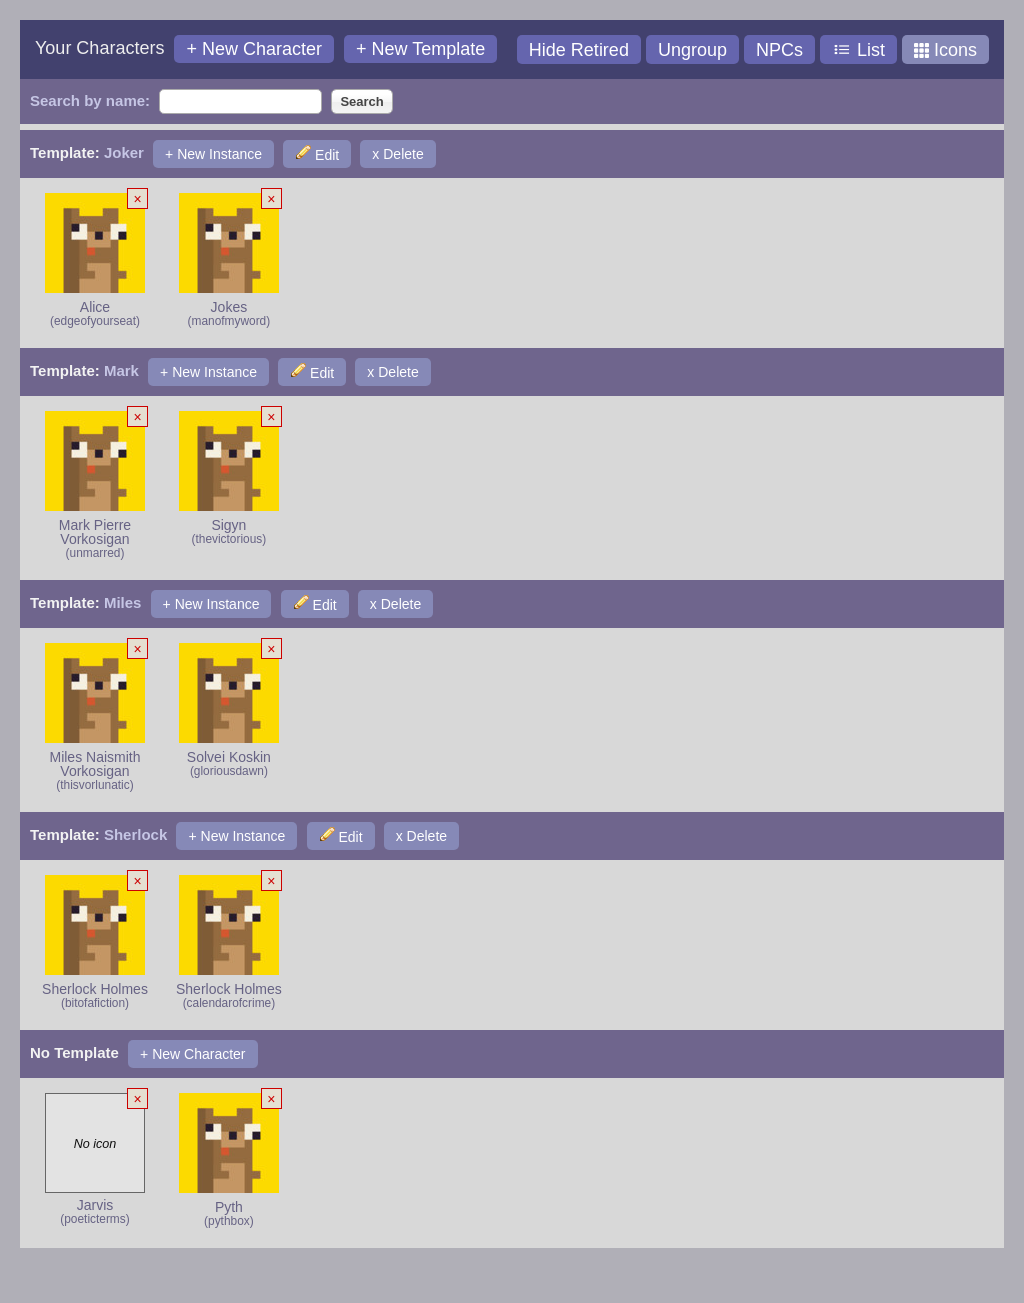 Your Characters + New Character + New Template Hide Retired Ungroup NPCs List Icons
Search by name: Search
Template: Joker + New Instance Edit x Delete
× ×
Alice Jokes
(edgeofyourseat) (manofmyword)
Template: Mark + New Instance Edit x Delete
× ×
Mark Pierre Sigyn
Vorkosigan (thevictorious)
(unmarred)
Template: Miles + New Instance Edit x Delete
× ×
Miles Naismith Solvei Koskin
Vorkosigan (gloriousdawn)
(thisvorlunatic)
Template: Sherlock + New Instance Edit x Delete
× ×
Sherlock Holmes Sherlock Holmes
(bitofafiction) (calendarofcrime)
No Template + New Character
× ×
No icon
Jarvis Pyth
(poeticterms) (pythbox)